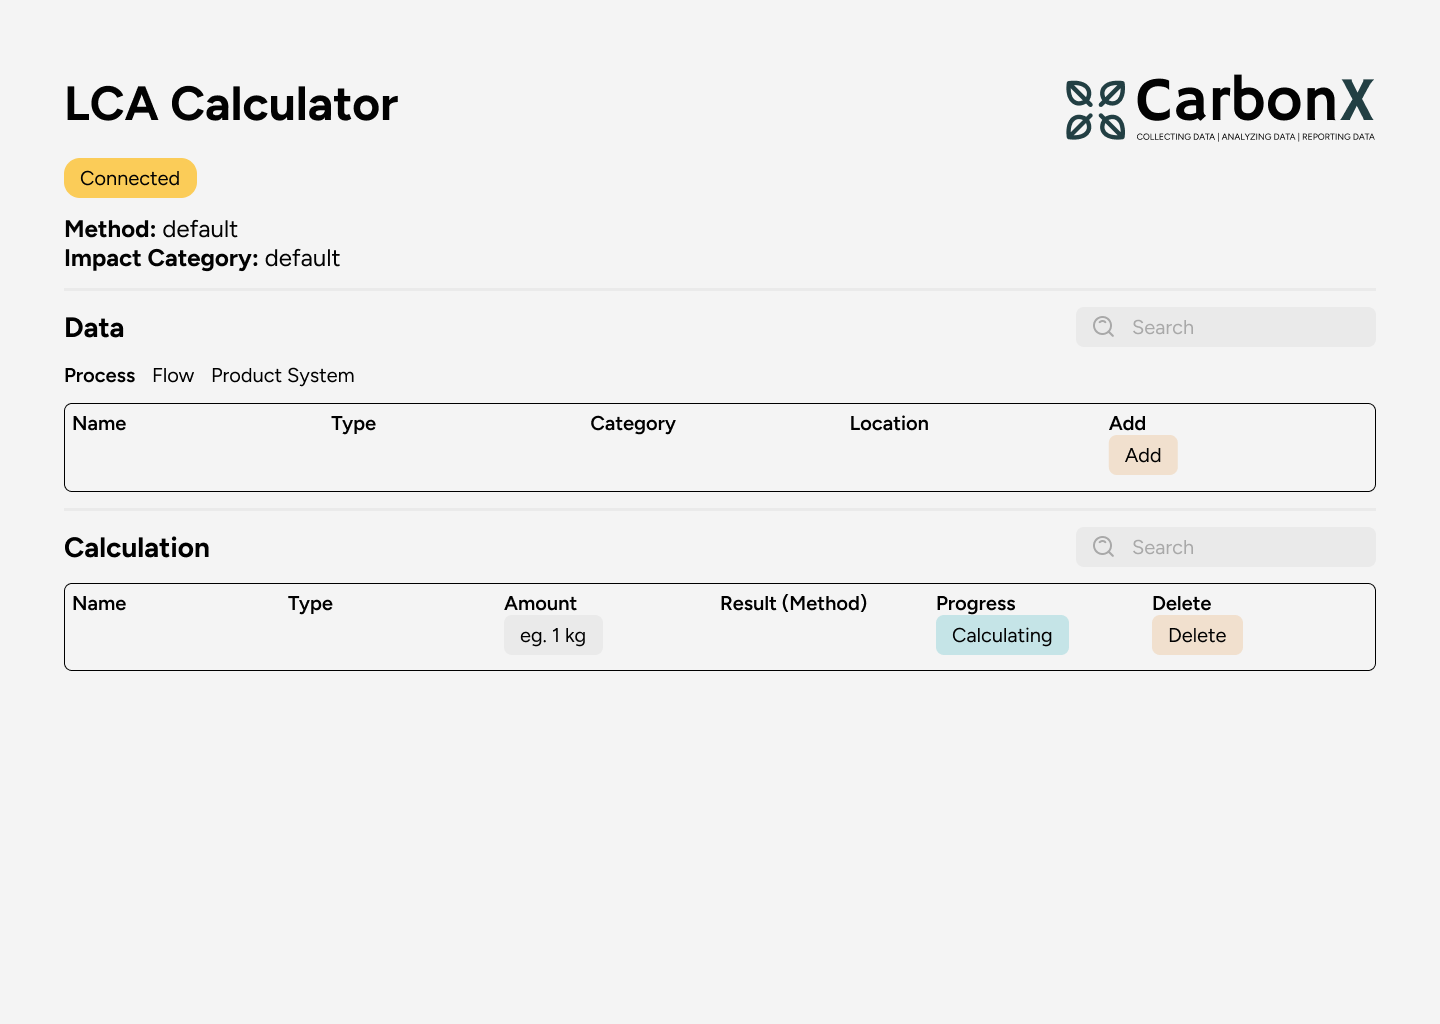 LCA Calculator
CarbonX
COLLECTING DATA | ANALYZING DATA | REPORTING DATA
Connected
Method: default
Impact Category: default
Data
Search
Process Flow Product System
Name Type Category Location Add
Add
Calculation
Search
Name Type Amount Result (Method) Progress Delete
eg. 1 kg Calculating Delete